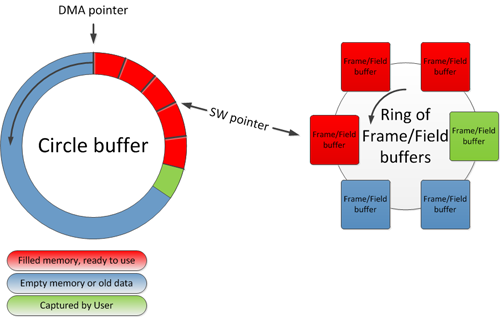 DMA pointer
Circle buffer
SW pointer
Frame/Field
buffer
Frame/Field
buffer
Frame/Field
buffer
Ring of
Frame/Field
buffers
Frame/Field
buffer
Frame/Field
buffer
Frame/Field
buffer
Filled memory, ready to use
Empty memory or old data
Captured by User